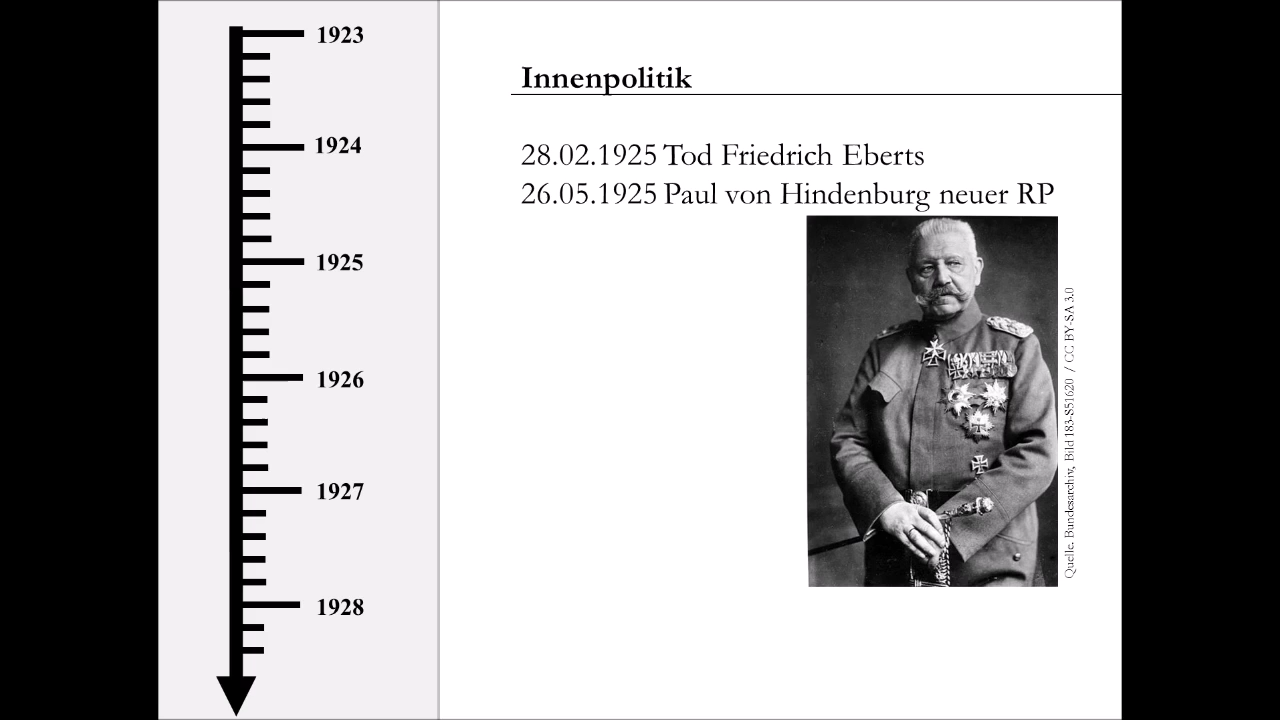 1923
1924
1925
1926
1927
1928
Innenpolitik
28.02.1925 Tod Friedrich Eberts
26.05.1925 Paul von Hindenburg neuer RP
Quelle. Bundesarchiv, Bild 183-S51620 / CC BY-SA 3.0